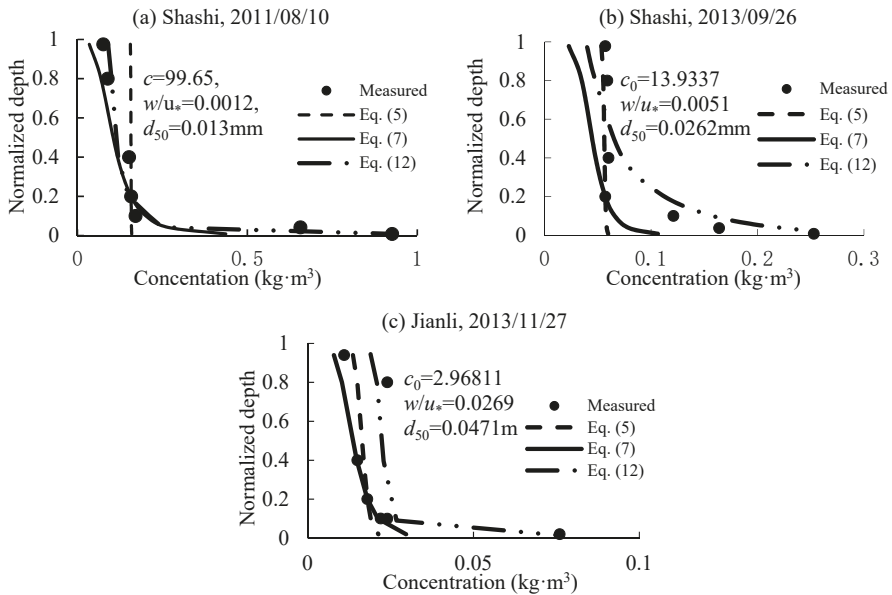 (a) Shashi, 2011/08/10
Normalized depth
1
0.8
0.6
0.4
0.2
0
c=99.65,
w/u*=0.0012,
d50=0.013mm
Measured
Eq. (5)
Eq. (7)
Eq. (12)
0
0.5
1
Concentation (kg·m³)
(b) Shashi, 2013/09/26
Normalized depth
1
0.8
0.6
0.4
0.2
0
c0=13.9337
w/u*=0.0051
d50=0.0262mm
Measured
Eq. (5)
Eq. (7)
Eq. (12)
0
0.1
0.2
0.3
Concentration (kg·m³)
(c) Jianli, 2013/11/27
Normalized depth
1
0.8
0.6
0.4
0.2
0
c0=2.96811
w/u*=0.0269
d50=0.0471m
Measured
Eq. (5)
Eq. (7)
Eq. (12)
0
0.05
0.1
Concentration (kg·m³)